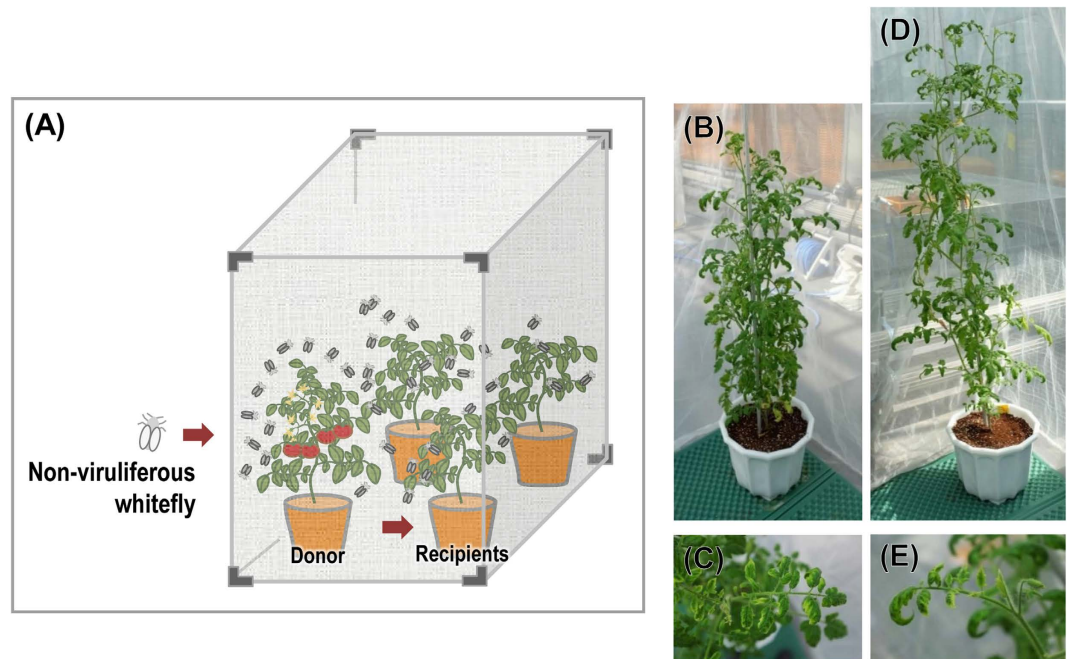 (A)
Non-viruliferous
whitefly
Donor
Recipients
(B)
(D)
(C)
(E)